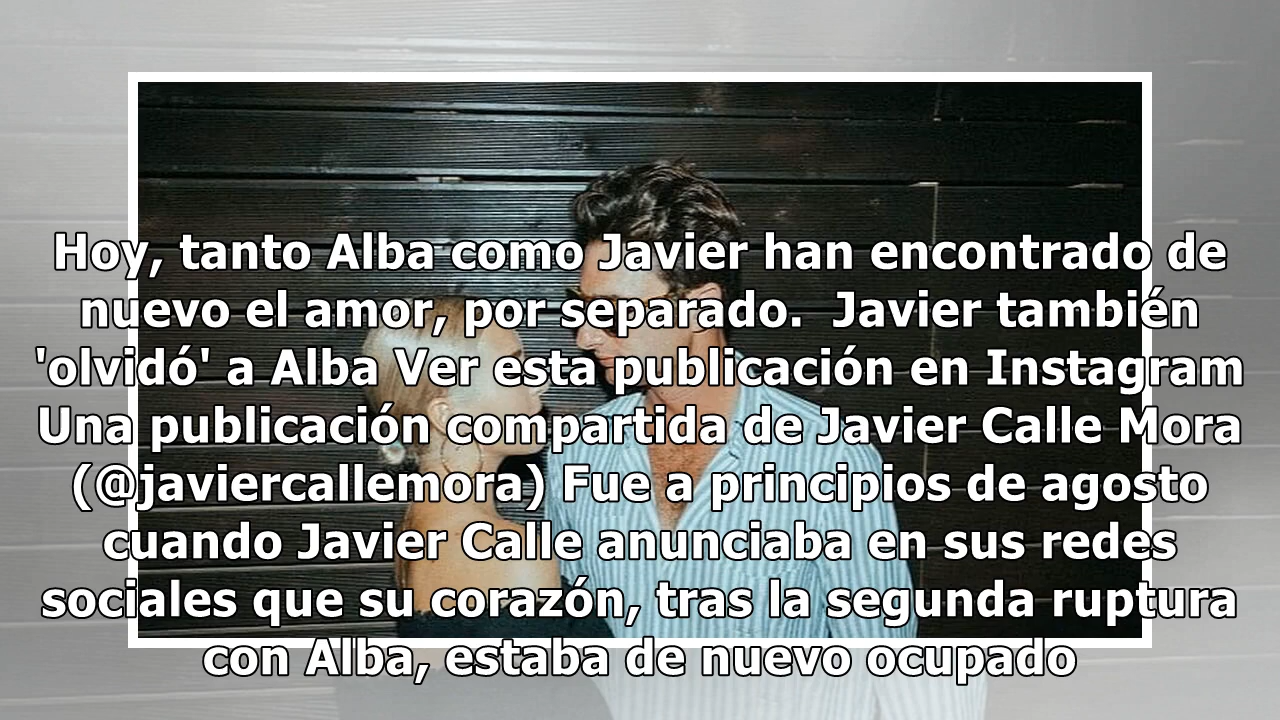 Hoy, tanto Alba como Javier han encontrado de
nuevo el amor, por separado.  Javier también
'olvidó' a Alba Ver esta publicación en Instagram
Una publicación compartida de Javier Calle Mora
(@javiercallemora) Fue a principios de agosto
cuando Javier Calle anunciaba en sus redes
sociales que su corazón, tras la segunda ruptura
con Alba, estaba de nuevo ocupado